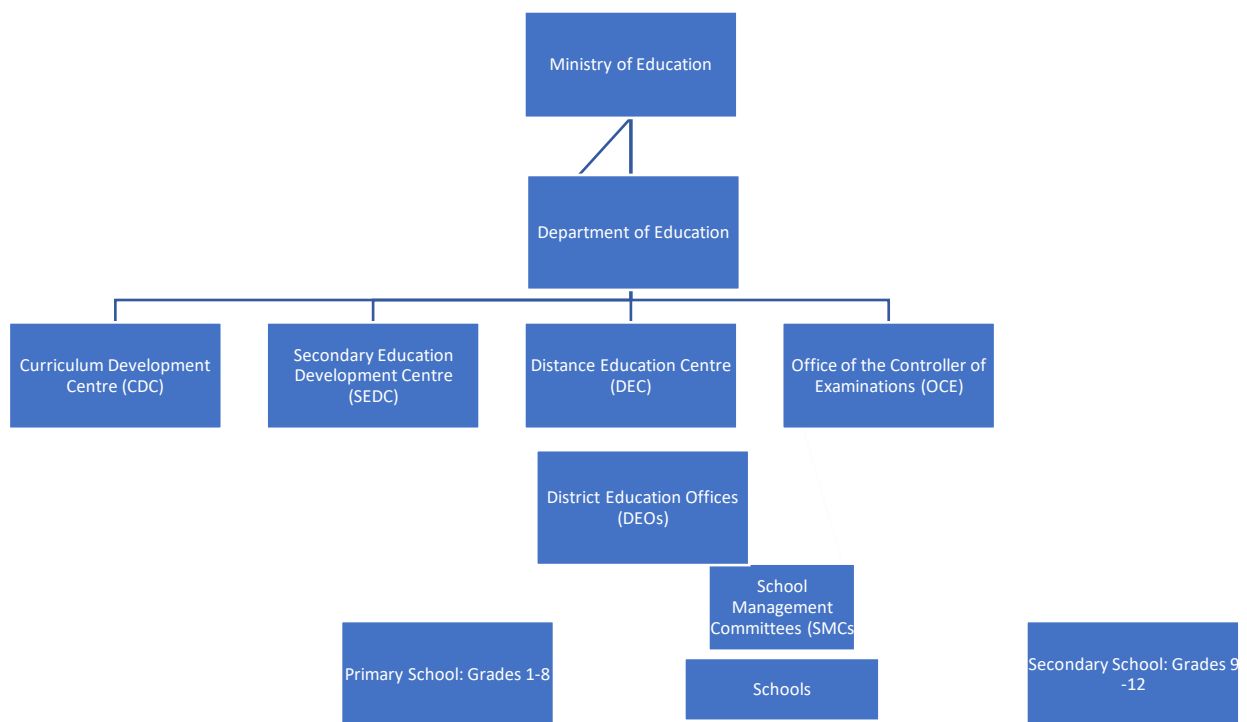 Ministry of Education
Department of Education
Curriculum Development
Centre (CDC)
Secondary Education
Development Centre
(SEDC)
Distance Education Centre
(DEC)
Office of the Controller of
Examinations (OCE)
District Education Offices
(DEOs)
School
Management
Committees (SMCs
Primary School: Grades 1-8
Schools
Secondary School: Grades 9
-12